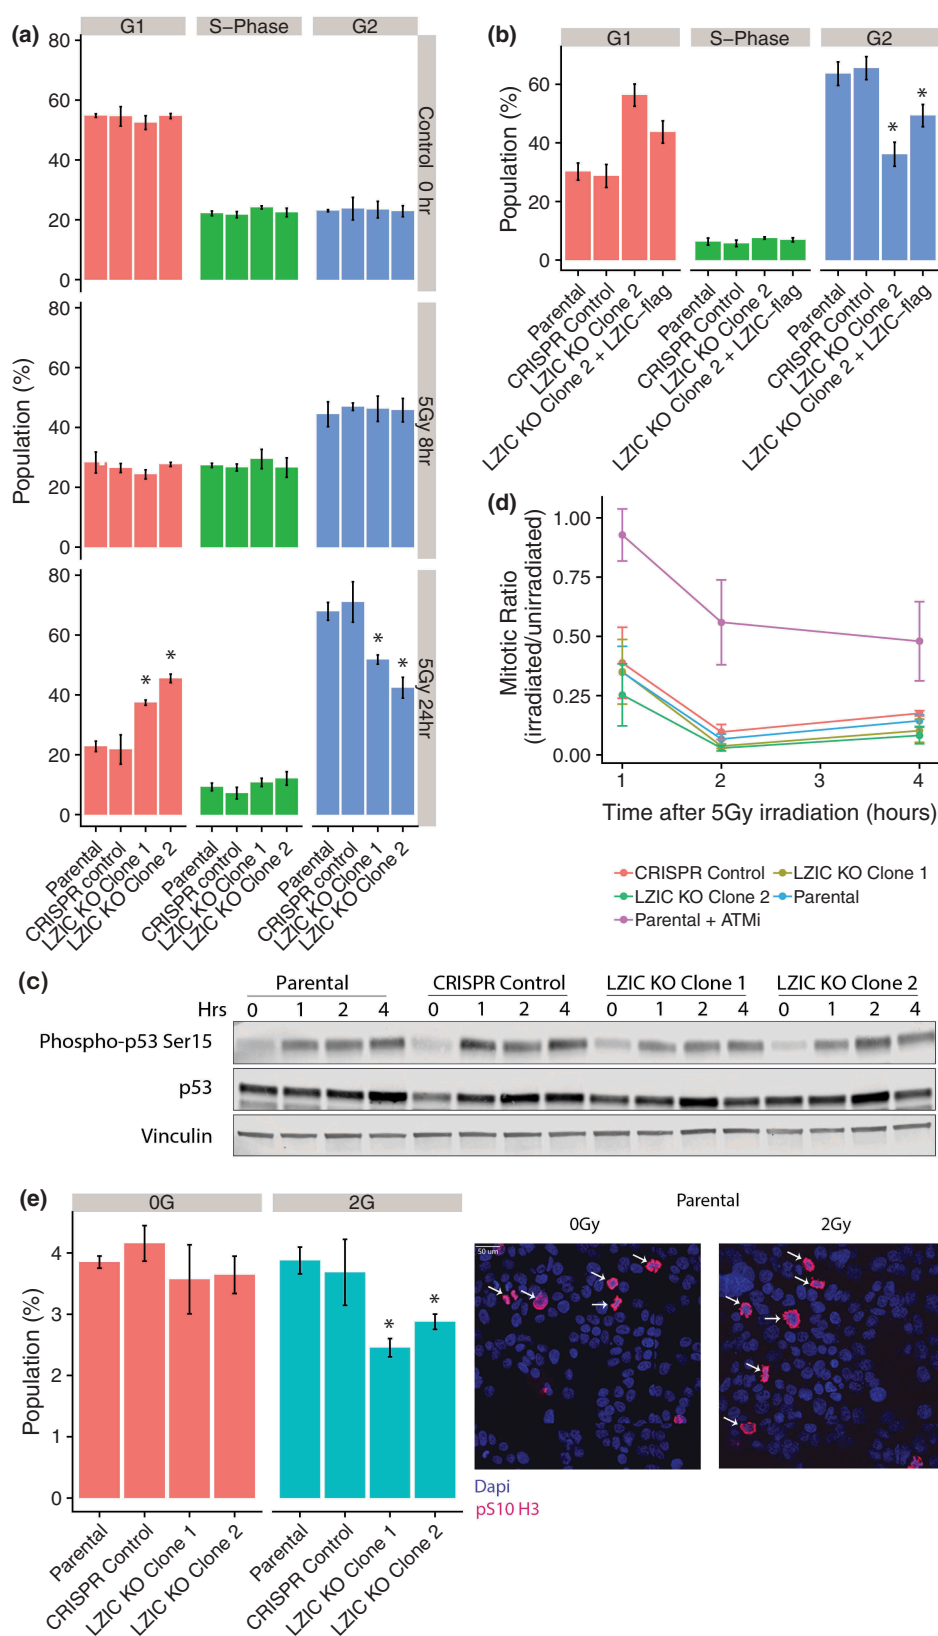 (a)
G1 S−Phase G2
80
60
40
20
0
Control 0 hr
80
60
40
20
0
5Gy 8hr
80
60
40
20
0
5Gy 24hr
Population (%)
* * * *
Parental
CRISPR control
LZIC KO Clone 1
LZIC KO Clone 2
Parental
CRISPR control
LZIC KO Clone 1
LZIC KO Clone 2
Parental
CRISPR control
LZIC KO Clone 1
LZIC KO Clone 2
(b)
G1 S−Phase G2
60
40
20
0
Population (%)
* *
Parental
CRISPR Control
LZIC KO Clone 2
LZIC KO Clone 2 + LZIC−flag
Parental
CRISPR Control
LZIC KO Clone 2
LZIC KO Clone 2 + LZIC−flag
Parental
CRISPR Control
LZIC KO Clone 2
LZIC KO Clone 2 + LZIC−flag
(d)
1.00
0.75
0.50
0.25
0.00
Mitotic Ratio
(irradiated/unirradiated)
1 2 3 4
Time after 5Gy irradiation (hours)
CRISPR Control LZIC KO Clone 1
LZIC KO Clone 2 Parental
Parental + ATMi
(c)
Parental CRISPR Control LZIC KO Clone 1 LZIC KO Clone 2
Hrs 0 1 2 4 0 1 2 4 0 1 2 4 0 1 2 4
Phospho-p53 Ser15
p53
Vinculin
(e)
0G 2G
4
3
2
1
0
Population (%)
* *
Parental
CRISPR Control
LZIC KO Clone 1
LZIC KO Clone 2
Parental
CRISPR Control
LZIC KO Clone 1
LZIC KO Clone 2
Parental
0Gy 2Gy
50 um
Dapi
pS10 H3